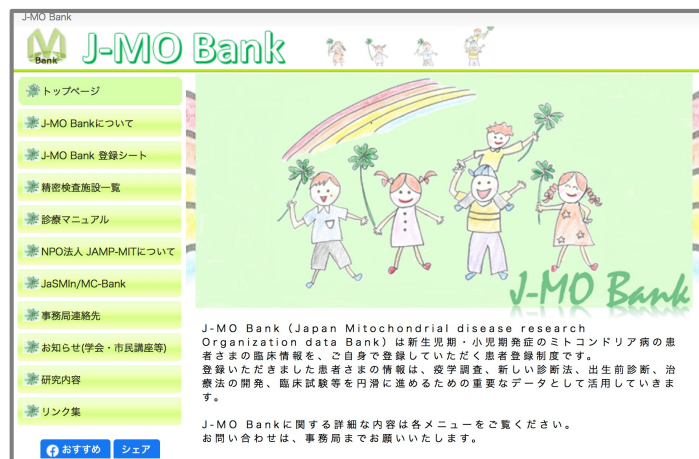 J-MO Bank
Bank
J-MO Bank
トップページ
J-MO Bankについて
J-MO Bank 登録シート
精密検査施設一覧
診療マニュアル
NPO法人 JAMP-MITについて
JaSMIn/MC-Bank
事務局連絡先
お知らせ(学会・市民講座等)
研究内容
リンク集
おすすめ
シェア
J-MO Bank
J-MO Bank（Japan Mitochondrial disease research
Organization data Bank）は新生児期・小児期発症のミトコンドリア病の患
者さまの臨床情報を、ご自身で登録していただく患者登録制度です。
登録いただきました患者さまの情報は、疫学調査、新しい診断法、出生前診断、治
療法の開発、臨床試験等を円滑に進めるための重要なデータとして活用していきま
す。
J-MO Bankに関する詳細な内容は各メニューをご覧ください。
お問い合わせは、事務局までお願いいたします。